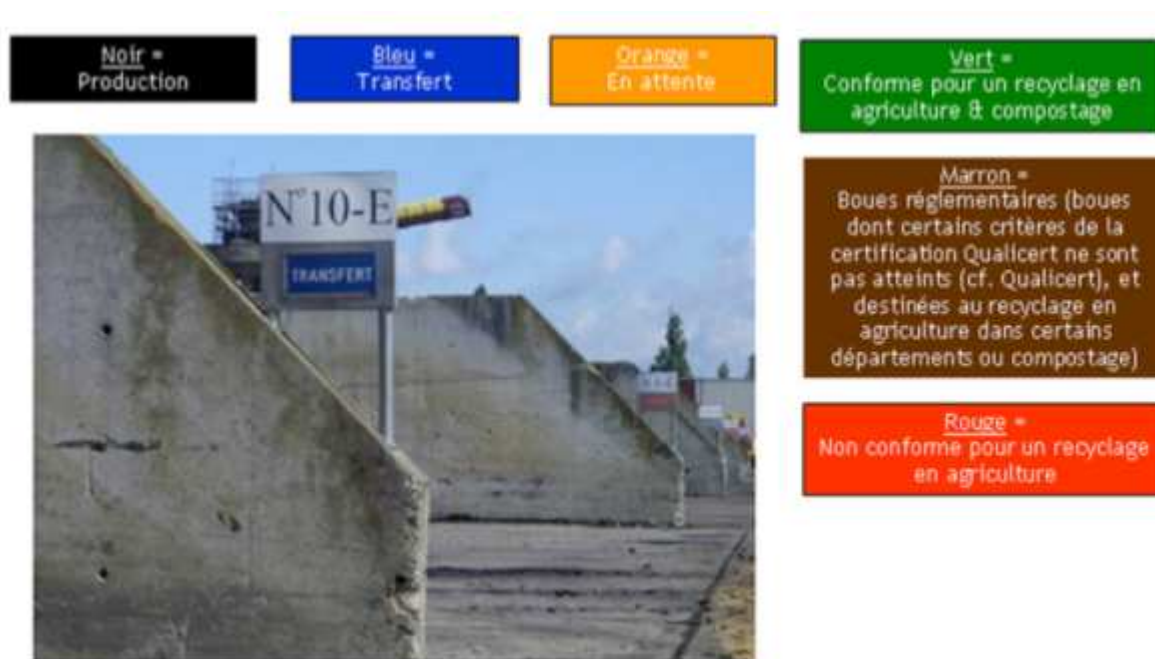 Noir =
Production
Bleu =
Transfert
Orange =
En attente
Vert =
Conforme pour un recyclage en
agriculture & compostage
N°10-E
TRANSFERT
Marron =
Boues réglementaires (boues
dont certains critères de la
certification Qualicert ne sont
pas atteints (cf. Qualicert), et
destinées au recyclage en
agriculture dans certains
départements ou compostage)
Rouge =
Non conforme pour un recyclage
en agriculture